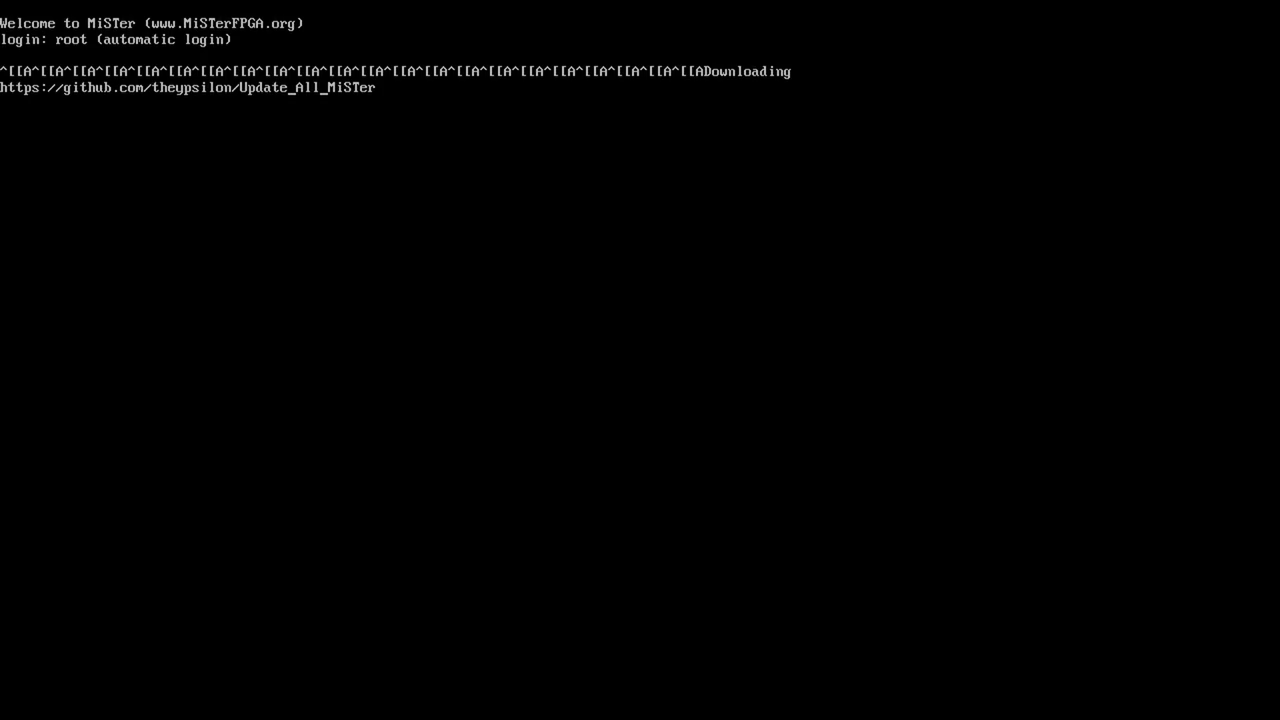 Welcome to MiSTer (www.MiSTerFPGA.org)
login: root (automatic login)
^[[A^[[A^[[A^[[A^[[A^[[A^[[A^[[A^[[A^[[A^[[A^[[A^[[A^[[A^[[A^[[A^[[A^[[A^[[A^[[A^[[A^[[ADownloading
https://github.com/theypsilon/Update_All_MiSTer